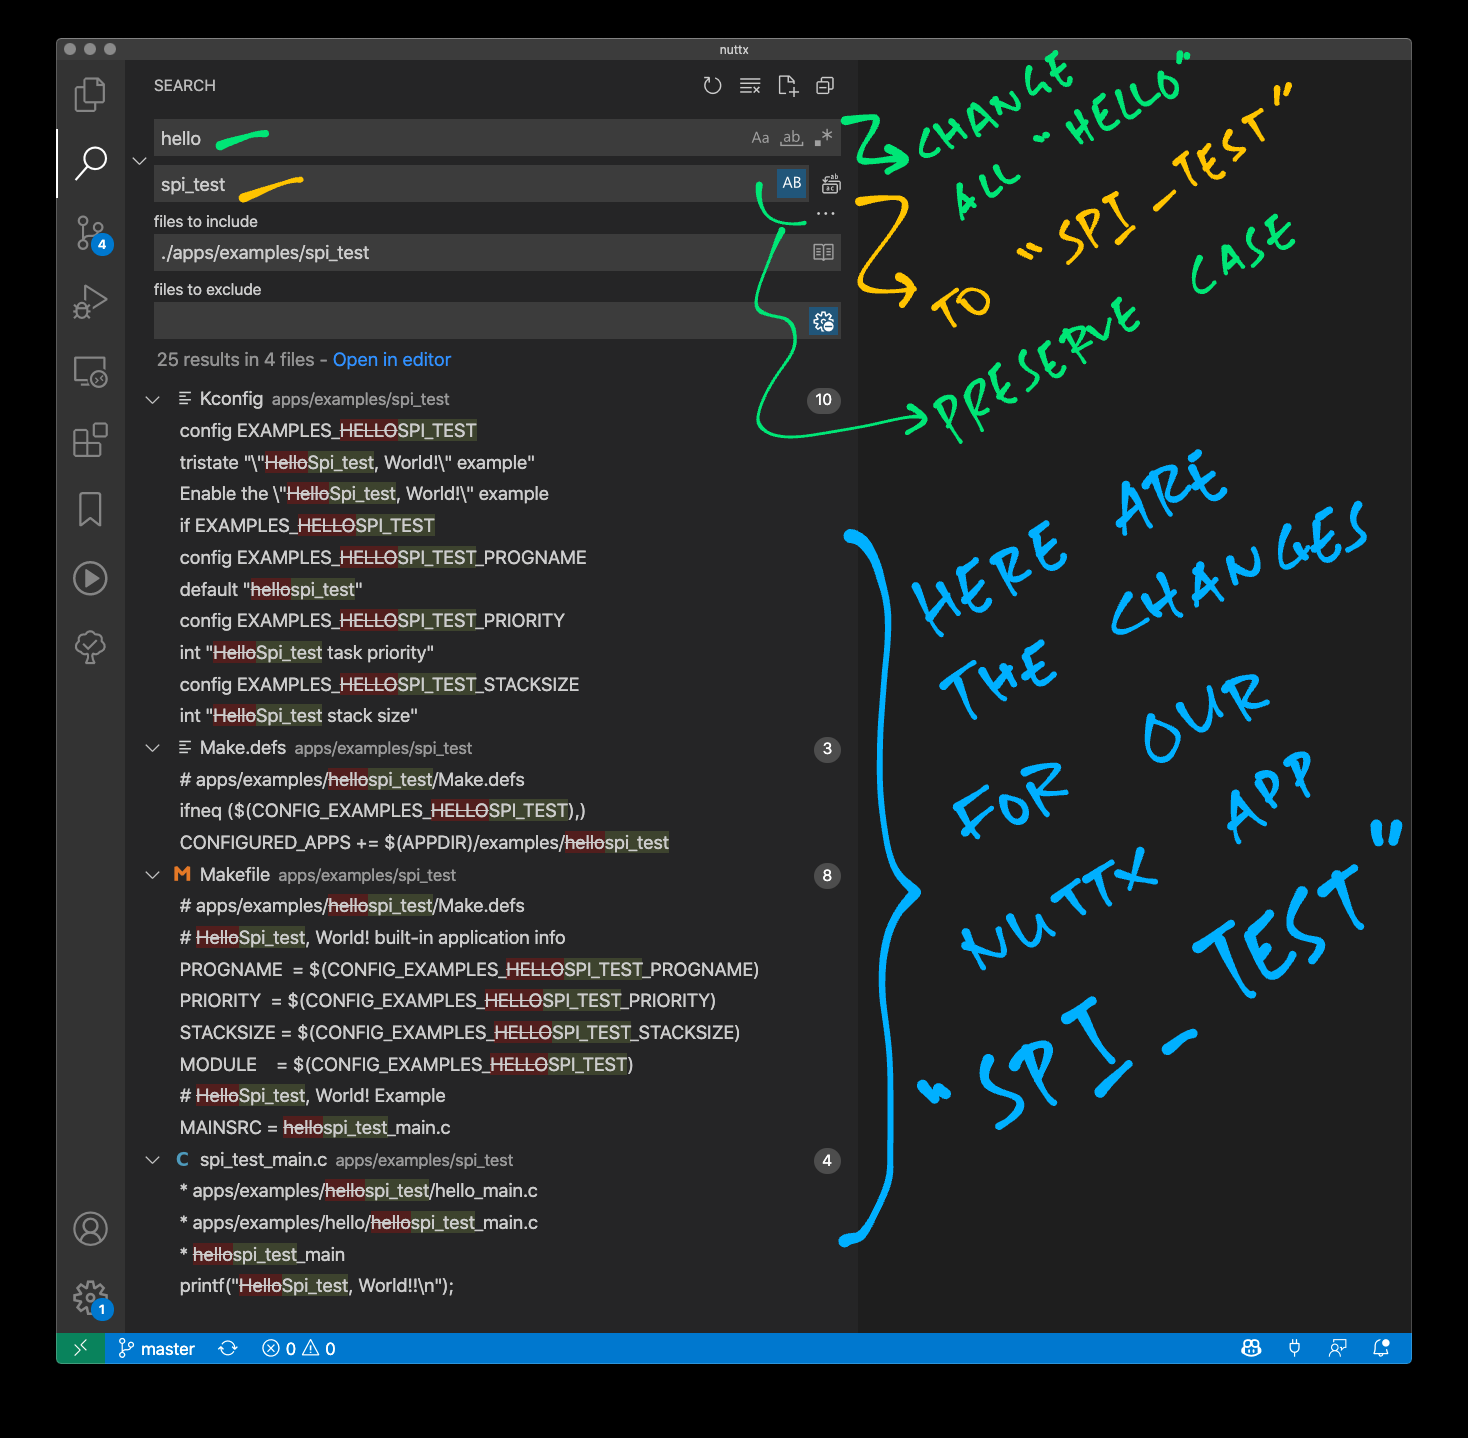 nuttx
SEARCH
hello
Aa ab .*
spi_test
AB
files to include
./apps/examples/spi_test
files to exclude
25 results in 4 files - Open in editor
Kconfig apps/examples/spi_test 10
config EXAMPLES_HELLOSPI_TEST
tristate "\"HelloSpi_test, World!\" example"
Enable the \"HelloSpi_test, World!\" example
if EXAMPLES_HELLOSPI_TEST
config EXAMPLES_HELLOSPI_TEST_PROGNAME
default "hellospi_test"
config EXAMPLES_HELLOSPI_TEST_PRIORITY
int "HelloSpi_test task priority"
config EXAMPLES_HELLOSPI_TEST_STACKSIZE
int "HelloSpi_test stack size"
Make.defs apps/examples/spi_test 3
# apps/examples/hellospi_test/Make.defs
ifneq ($(CONFIG_EXAMPLES_HELLOSPI_TEST),)
CONFIGURED_APPS += $(APPDIR)/examples/hellospi_test
M Makefile apps/examples/spi_test 8
# apps/examples/hellospi_test/Make.defs
# HelloSpi_test, World! built-in application info
PROGNAME = $(CONFIG_EXAMPLES_HELLOSPI_TEST_PROGNAME)
PRIORITY = $(CONFIG_EXAMPLES_HELLOSPI_TEST_PRIORITY)
STACKSIZE = $(CONFIG_EXAMPLES_HELLOSPI_TEST_STACKSIZE)
MODULE = $(CONFIG_EXAMPLES_HELLOSPI_TEST)
# HelloSpi_test, World! Example
MAINSRC = hellospi_test_main.c
C spi_test_main.c apps/examples/spi_test 4
* apps/examples/hellospi_test/hello_main.c
* apps/examples/hello/hellospi_test_main.c
* hellospi_test_main
printf("HelloSpi_test, World!!\n");
4
1
master 0 0
CHANGE
ALL "HELLO"
TO "SPI_TEST"
PRESERVE CASE
HERE ARE
THE CHANGES
FOR OUR
NUTTX APP
"SPI_TEST"